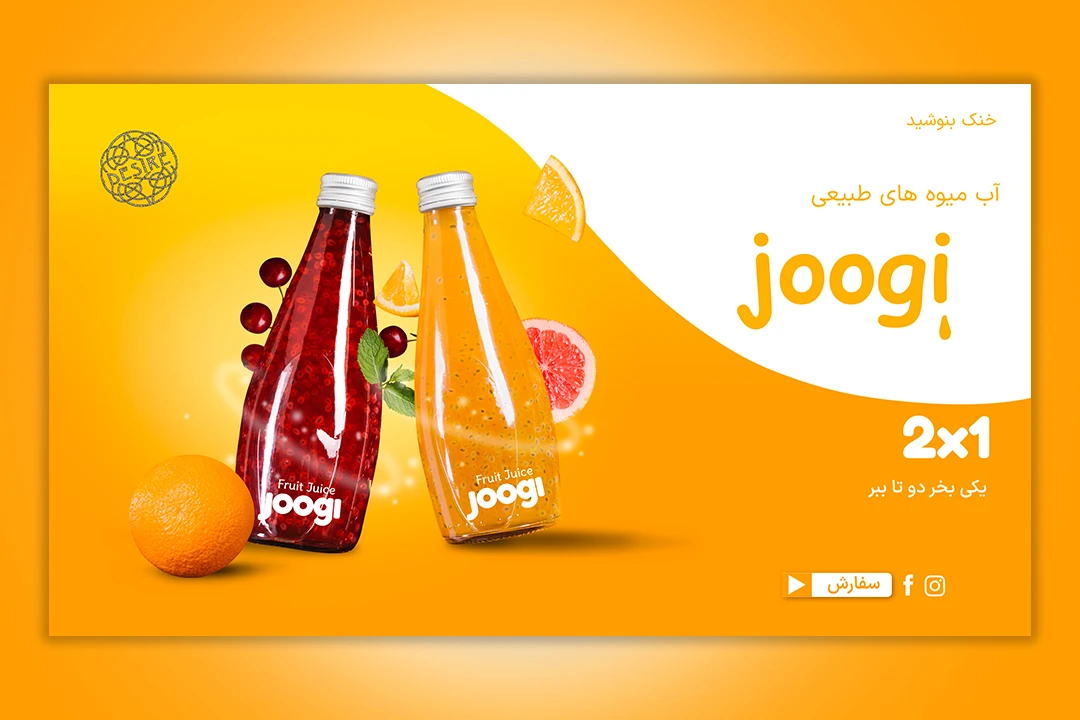 DESIRE
خنک بنوشید
آب میوه های طبیعی
joogi
Fruit Juice
joogi
Fruit Juice
joogi
2x1
یکی بخر دو تا ببر
سفارش